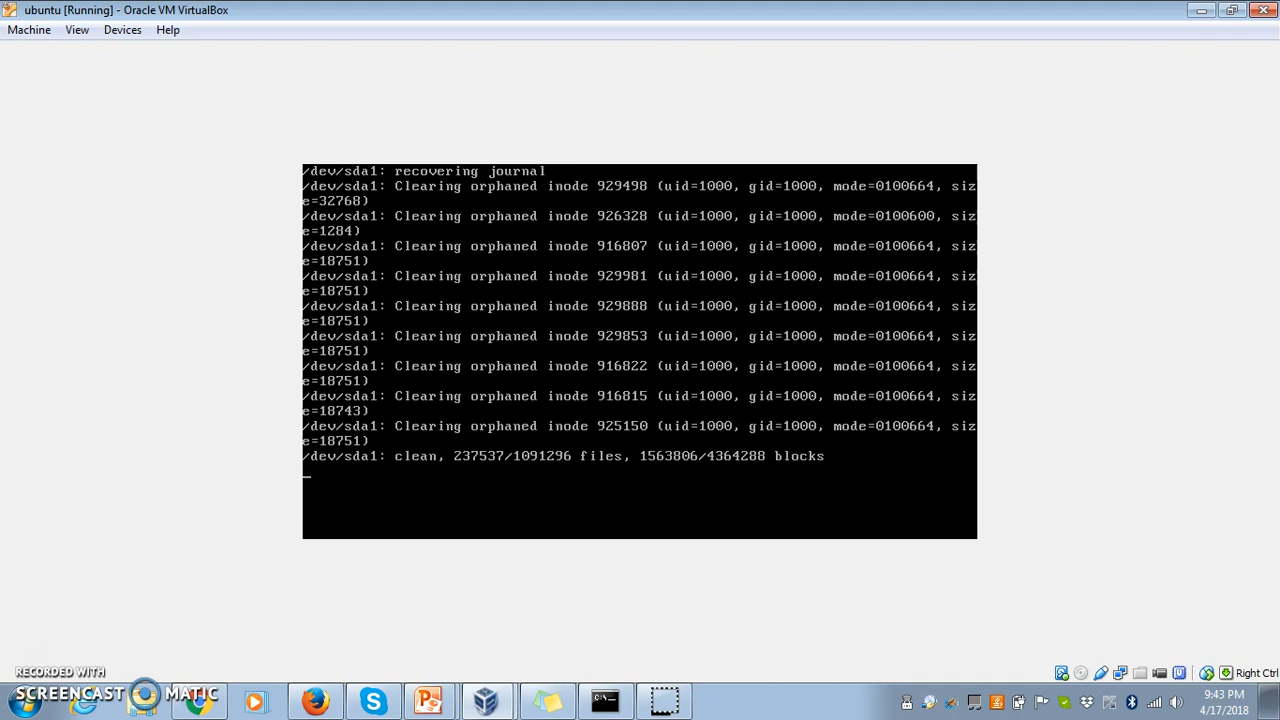 ubuntu [Running] - Oracle VM VirtualBox
Machine View Devices Help
/dev/sda1: recovering journal
/dev/sda1: Clearing orphaned inode 929498 (uid=1000, gid=1000, mode=0100664, siz
e=32768)
/dev/sda1: Clearing orphaned inode 926328 (uid=1000, gid=1000, mode=0100600, siz
e=1284)
/dev/sda1: Clearing orphaned inode 916807 (uid=1000, gid=1000, mode=0100664, siz
e=18751)
/dev/sda1: Clearing orphaned inode 929981 (uid=1000, gid=1000, mode=0100664, siz
e=18751)
/dev/sda1: Clearing orphaned inode 929888 (uid=1000, gid=1000, mode=0100664, siz
e=18751)
/dev/sda1: Clearing orphaned inode 929853 (uid=1000, gid=1000, mode=0100664, siz
e=18751)
/dev/sda1: Clearing orphaned inode 916822 (uid=1000, gid=1000, mode=0100664, siz
e=18751)
/dev/sda1: Clearing orphaned inode 916815 (uid=1000, gid=1000, mode=0100664, siz
e=18743)
/dev/sda1: Clearing orphaned inode 925150 (uid=1000, gid=1000, mode=0100664, siz
e=18751)
/dev/sda1: clean, 237537/1091296 files, 1563806/4364288 blocks
_
Right Ctrl
RECORDED WITH
SCREENCAST MATIC
9:43 PM
4/17/2018